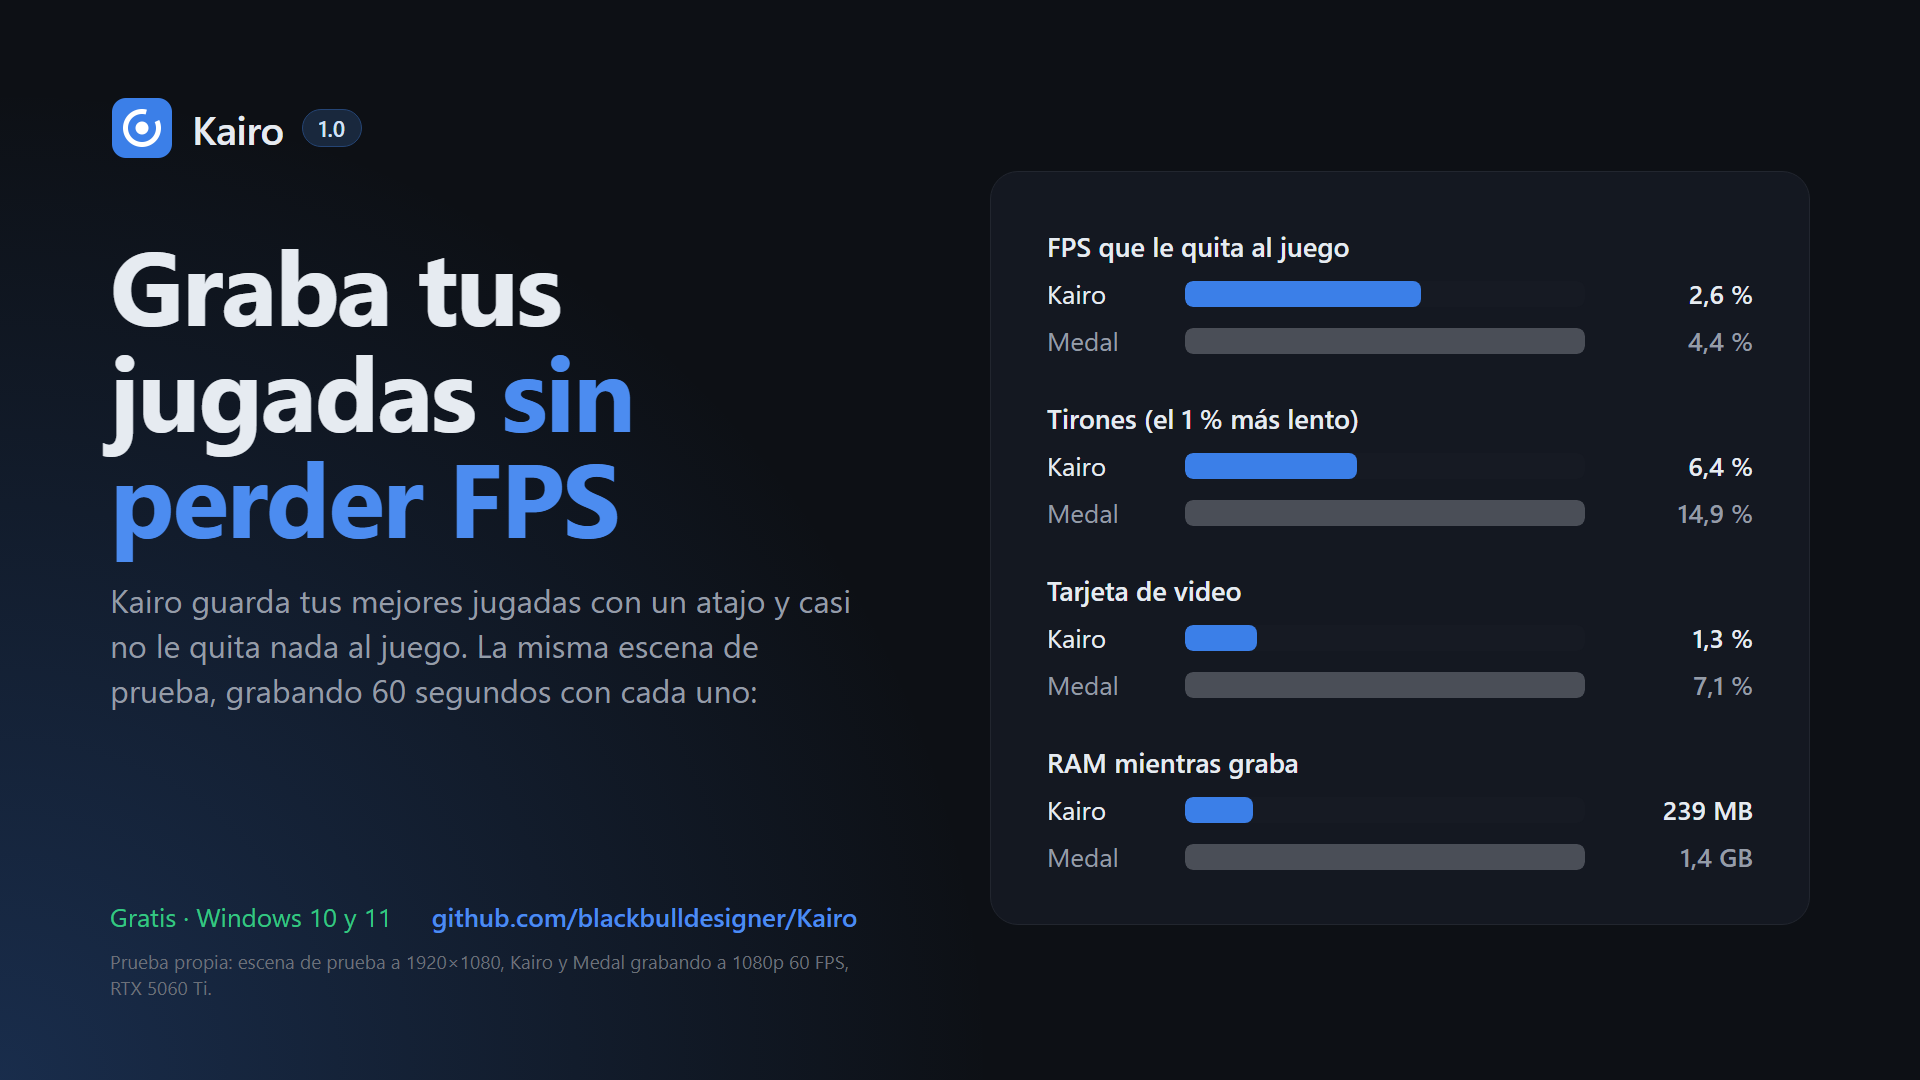 Kairo 1.0
Graba tus
jugadas sin
perder FPS
Kairo guarda tus mejores jugadas con un atajo y casi
no le quita nada al juego. La misma escena de
prueba, grabando 60 segundos con cada uno:
Gratis · Windows 10 y 11 github.com/blackbulldesigner/Kairo
Prueba propia: escena de prueba a 1920×1080, Kairo y Medal grabando a 1080p 60 FPS,
RTX 5060 Ti.
FPS que le quita al juego
Kairo 2,6 %
Medal 4,4 %
Tirones (el 1 % más lento)
Kairo 6,4 %
Medal 14,9 %
Tarjeta de video
Kairo 1,3 %
Medal 7,1 %
RAM mientras graba
Kairo 239 MB
Medal 1,4 GB